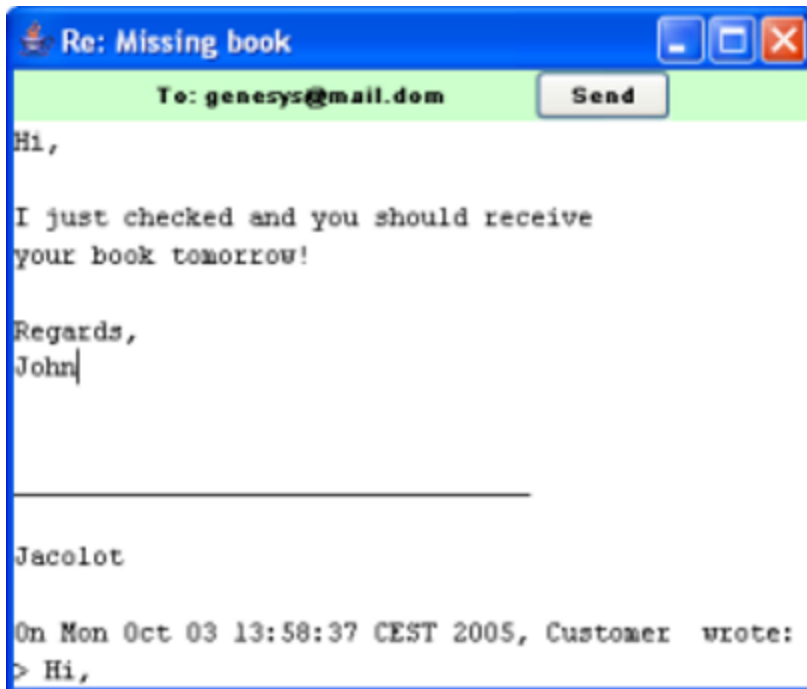 Re: Missing book
To: genesys@mail.dom Send
Hi,
I just checked and you should receive
your book tomorrow!
Regards,
John
Jacolot
On Mon Oct 03 13:58:37 CEST 2005, Customer wrote:
> Hi,